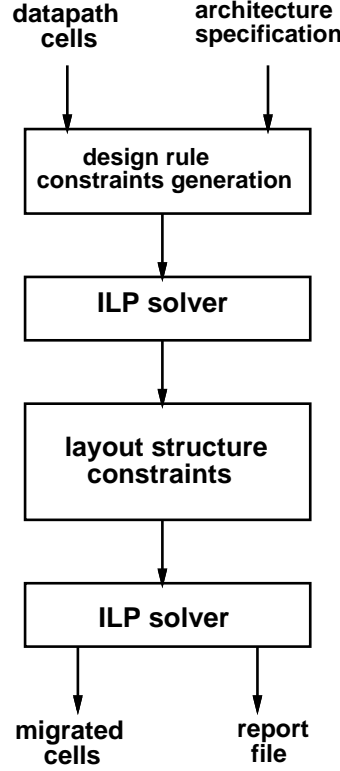 datapath
cells
architecture
specification
design rule
constraints generation
ILP solver
layout structure
constraints
ILP solver
migrated
cells
report
file